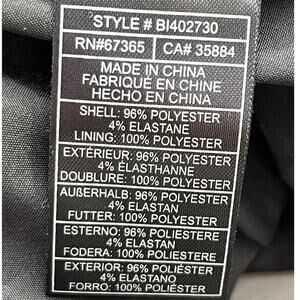 STYLE # BI402730
RN#67365 CA# 35884
MADE IN CHINA
FABRIQUÉ EN CHINE
HECHO EN CHINA
SHELL: 96% POLYESTER
4% ELASTANE
LINING: 100% POLYESTER
EXTÉRIEUR: 96% POLYESTER
4% ÉLASTHANNE
DOUBLURE: 100% POLYESTER
AUßERHALB: 96% POLYESTER
4% ELASTAN
FUTTER: 100% POLYESTER
ESTERNO: 96% POLIESTERE
4% ELASTAN
FODERA: 100% POLIESTERE
EXTERIOR: 96% POLIÉSTER
4% ELASTANO
FORRO: 100% POLIÉSTER